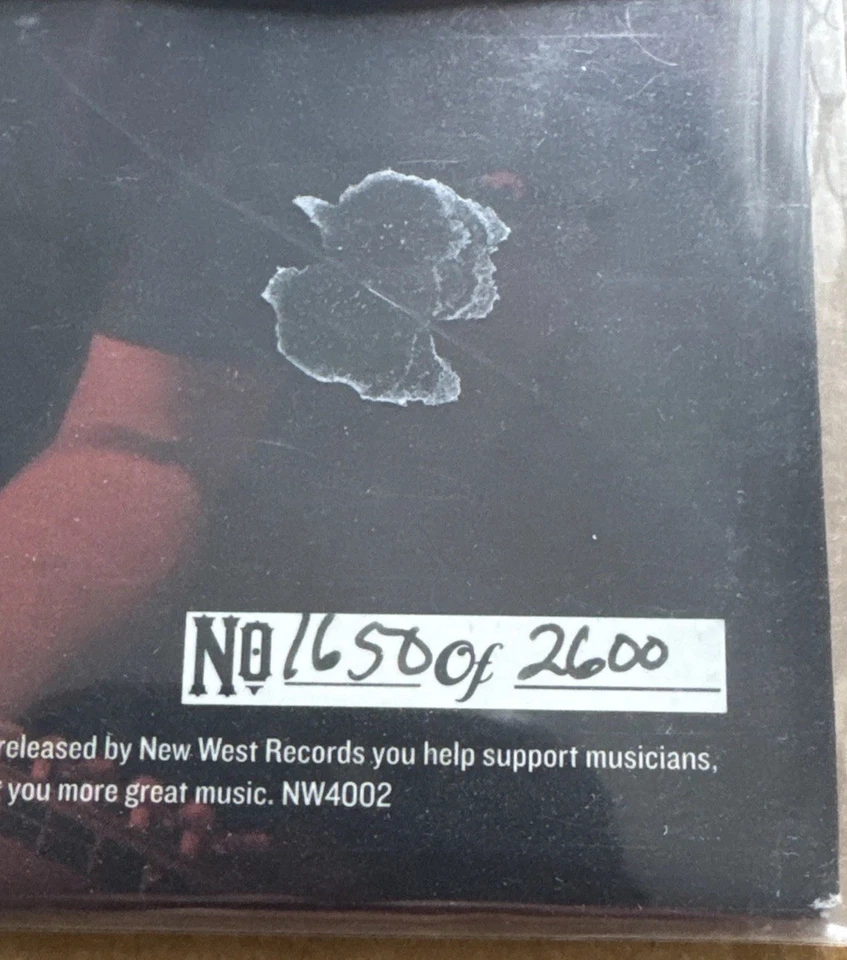 NO 1650 Of 2600
released by New West Records you help support musicians,
you more great music. NW4002